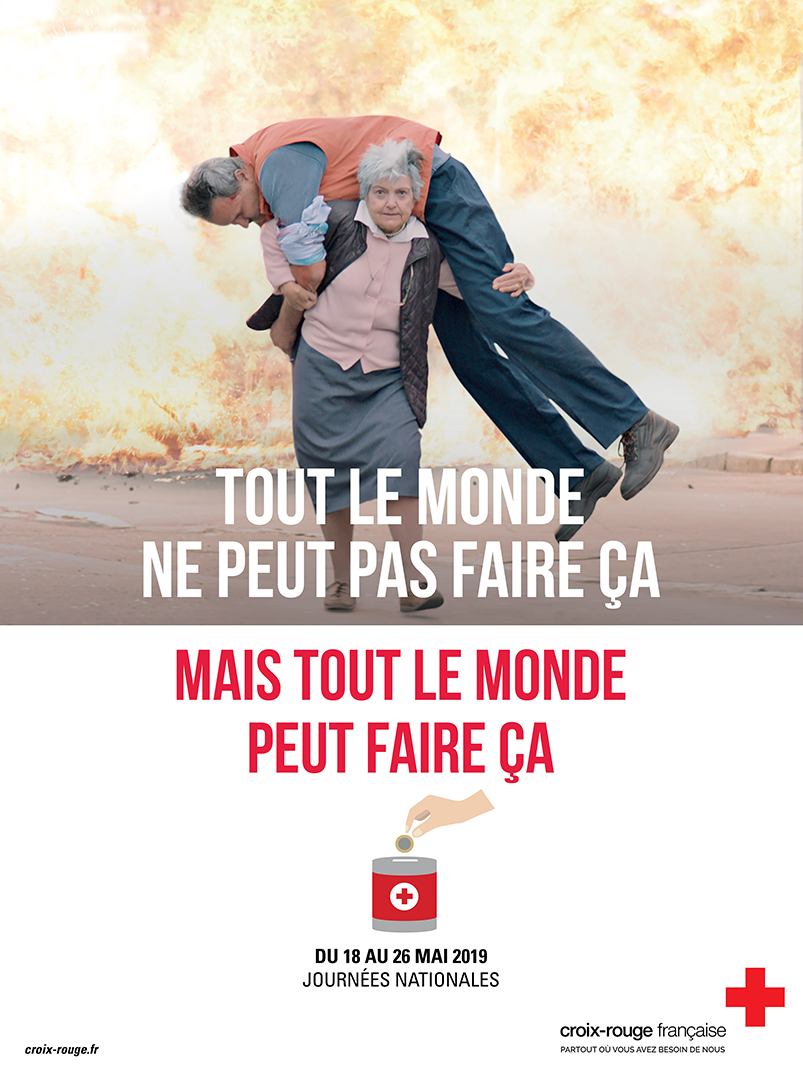 TOUT LE MONDE
NE PEUT PAS FAIRE ÇA
MAIS TOUT LE MONDE
PEUT FAIRE ÇA
DU 18 AU 26 MAI 2019
JOURNÉES NATIONALES
croix-rouge française
PARTOUT OÙ VOUS AVEZ BESOIN DE NOUS
croix-rouge.fr